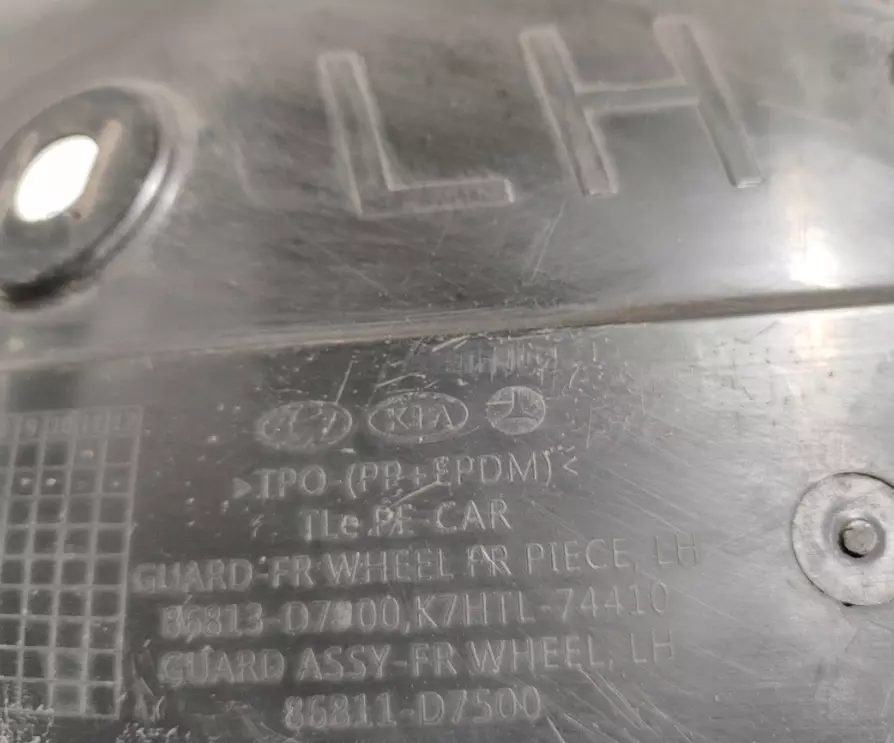 LH
KIA
>TPO-(PP+EPDM)<
TLe PE-CAR
GUARD-FR WHEEL FR PIECE, LH
86813-D7500,K7HTL-74410
GUARD ASSY-FR WHEEL, LH
86811-D7500